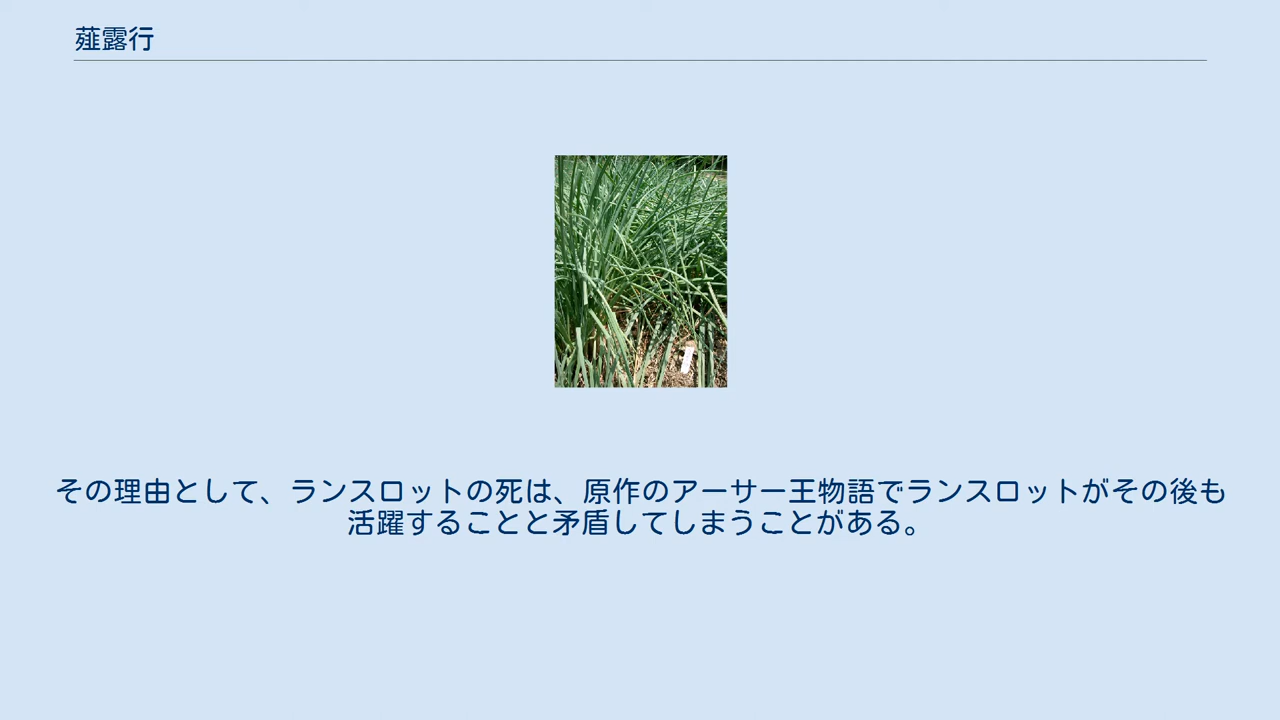 薤露行
その理由として、ランスロットの死は、原作のアーサー王物語でランスロットがその後も
活躍することと矛盾してしまうことがある。